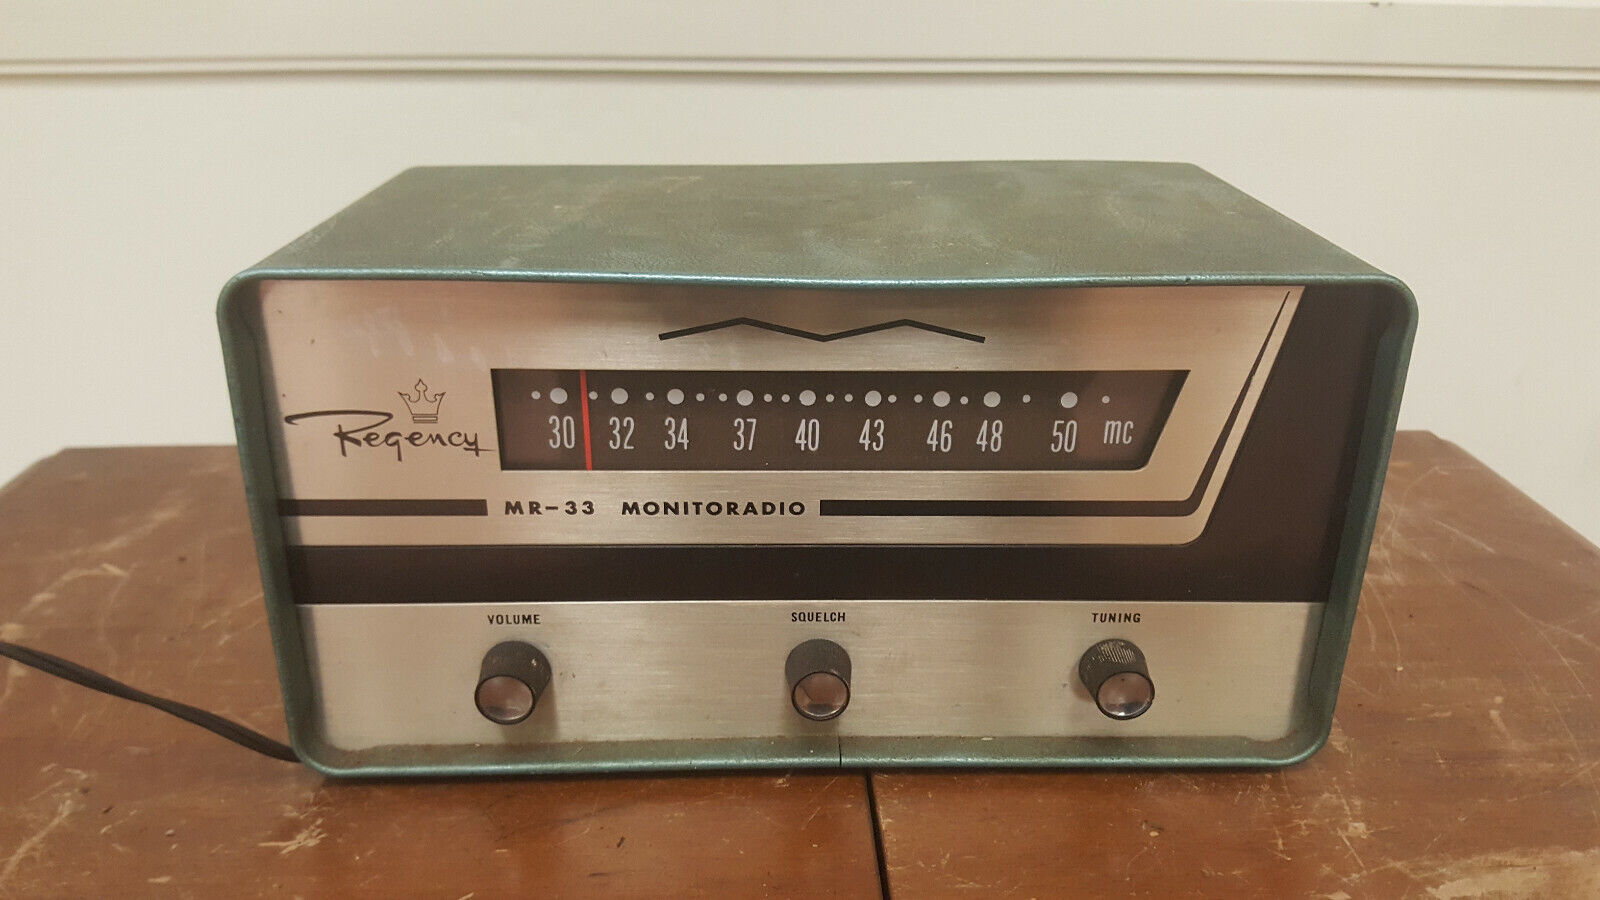 Regency
30 32 34 37 40 43 46 48 50 mc
MR-33 MONITORADIO
VOLUME SQUELCH TUNING